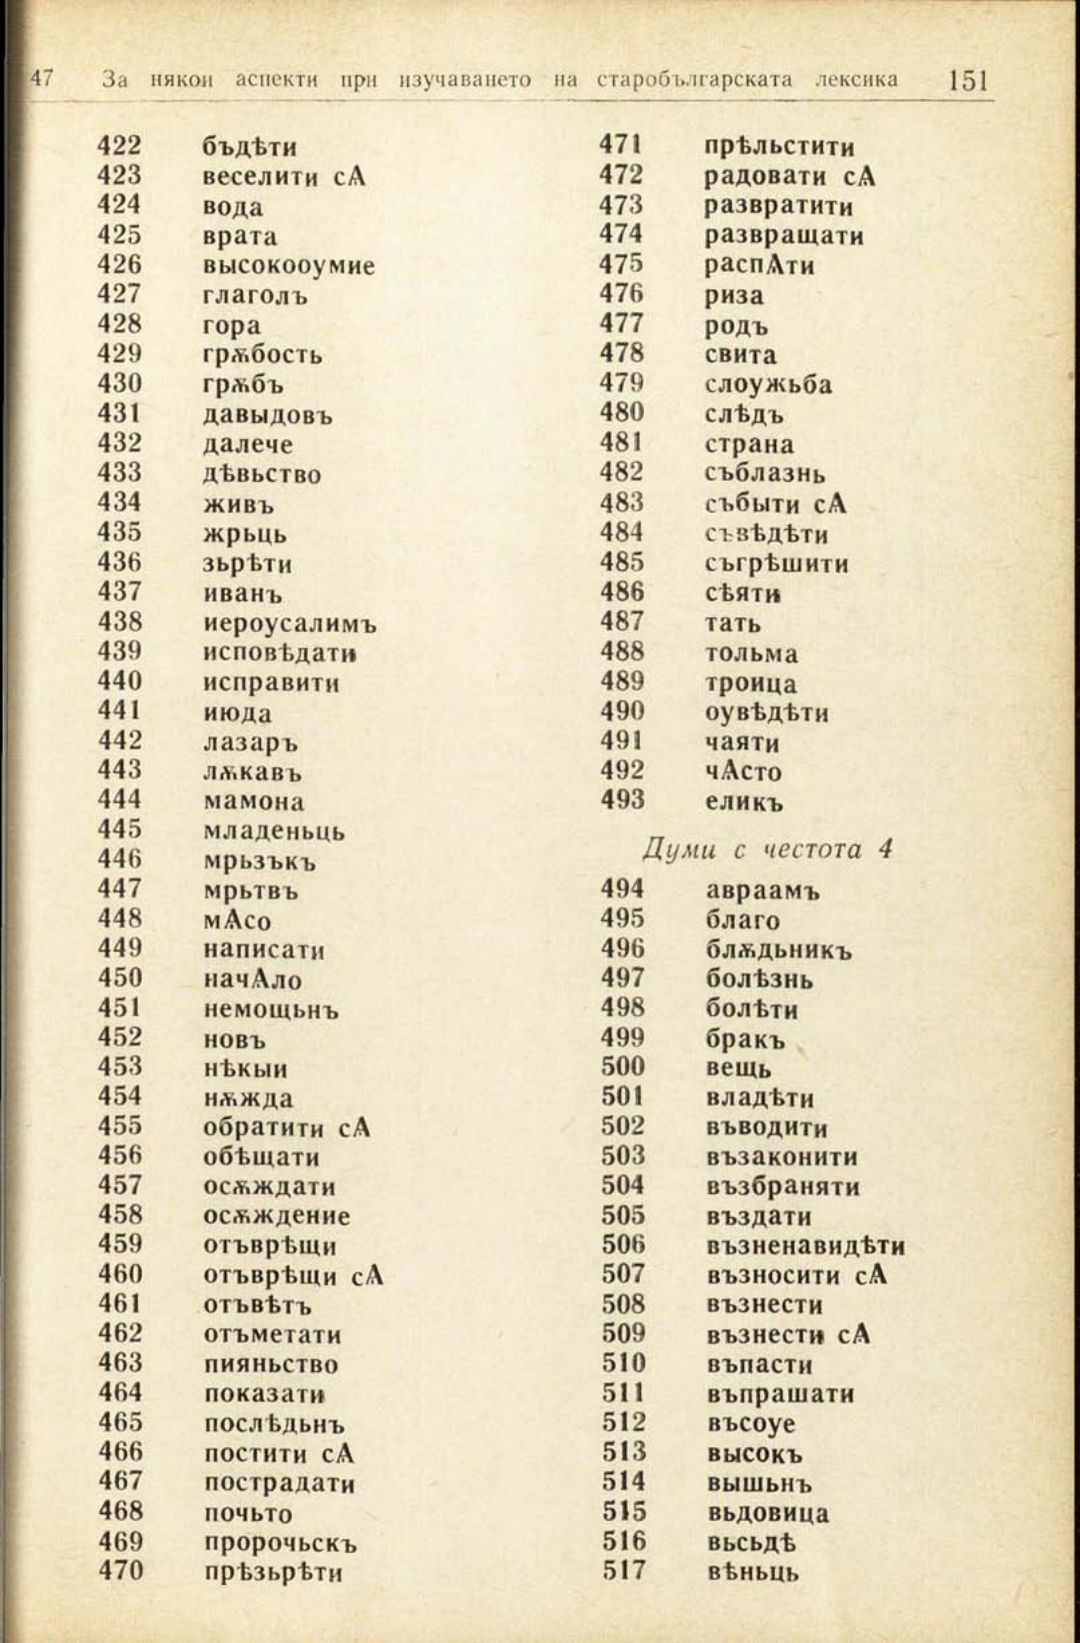 47 За някои аспекти при изучаването на старобългарската лексика 151
422 бъдѣти
423 веселити сѦ
424 вода
425 врата
426 высокооумие
427 глаголъ
428 гора
429 грѫбость
430 грѫбъ
431 давыдовъ
432 далече
433 дѣвьство
434 живъ
435 жрьць
436 зьрѣти
437 иванъ
438 иероусалимъ
439 исповѣдати
440 исправити
441 июда
442 лазаръ
443 лѫкавъ
444 мамона
445 младеньць
446 мрьзъкъ
447 мрьтвъ
448 мѦсо
449 написати
450 начѦло
451 немощьнъ
452 новъ
453 нѣкыи
454 нѫжда
455 обратити сѦ
456 обѣщати
457 осѫждати
458 осѫждение
459 отъврѣщи
460 отъврѣщи сѦ
461 отъвѣтъ
462 отъметати
463 пияньство
464 показати
465 послѣдьнъ
466 постити сѦ
467 пострадати
468 почьто
469 пророчьскъ
470 прѣзьрѣти
471 прѣльстити
472 радовати сѦ
473 развратити
474 развращати
475 распѦти
476 риза
477 родъ
478 свита
479 слоужьба
480 слѣдъ
481 страна
482 съблазнь
483 събыти сѦ
484 съвѣдѣти
485 съгрѣшити
486 сѣяти
487 тать
488 тольма
489 троица
490 оувѣдѣти
491 чаяти
492 чѦсто
493 еликъ
Думи с честота 4
494 авраамъ
495 благо
496 блѫдьникъ
497 болѣзнь
498 болѣти
499 бракъ
500 вещь
501 владѣти
502 въводити
503 възаконити
504 възбраняти
505 въздати
506 възненавидѣти
507 възносити сѦ
508 възнести
509 възнести сѦ
510 въпасти
511 въпрашати
512 въсоуе
513 высокъ
514 вышьнъ
515 вьдовица
516 вьсьдѣ
517 вѣньць